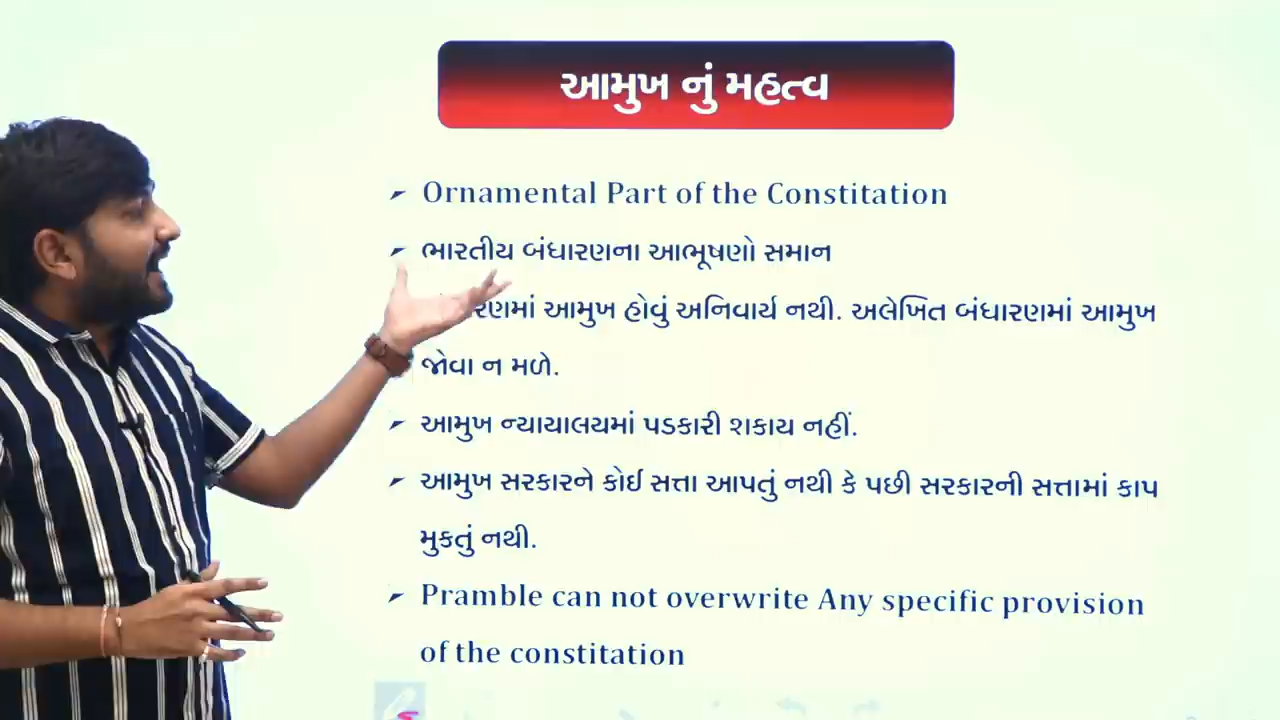 આમુખ નું મહત્વ
Ornamental Part of the Constitation
ભારતીય બંધારણના આભૂષણો સમાન
આમુખ હોવું અનિવાર્ય નથી. અલેખિત બંધારણમાં આમુખ
જોવા ન મળે.
આમુખ ન્યાયાલયમાં પડકારી શકાય નહીં.
આમુખ સરકારને કોઈ સત્તા આપતું નથી કે પછી સરકારની સત્તામાં કાપ
મુકતું નથી.
Pramble can not overwrite Any specific provision
of the constitation